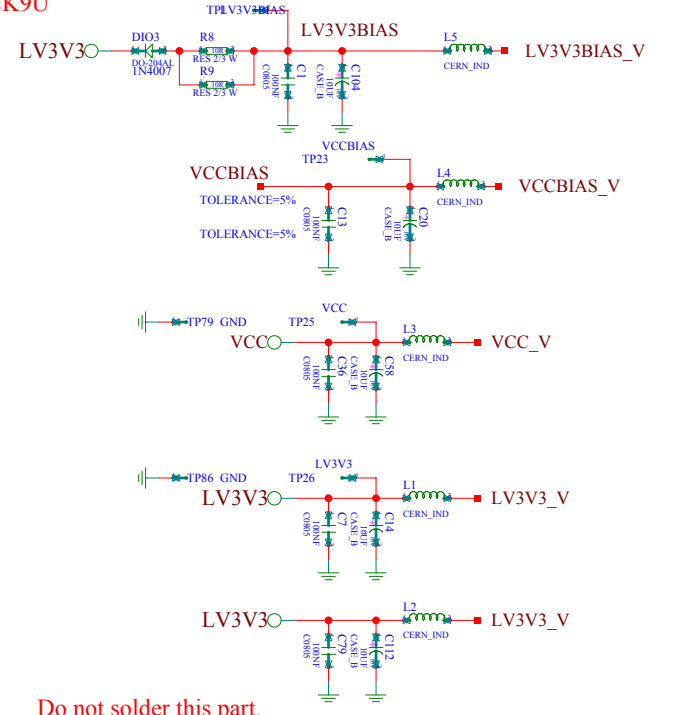 K9U
TP1 LV3V3BIAS
LV3V3BIAS
LV3V3
DIO3
DO-204AL
1N4007
R8
10R
RES 2/3 W
R9
10R
RES 2/3 W
C1
100NF
C0805
C104
10UF
CASE_B
L5
CERN_IND
LV3V3BIAS_V
VCCBIAS
TP23
VCCBIAS
TOLERANCE=5%
TOLERANCE=5%
C13
100NF
C0805
C20
10UF
CASE_B
L4
CERN_IND
VCCBIAS_V
TP79 GND
VCC
TP25
VCC
C36
100NF
C0805
C58
10UF
CASE_B
L3
CERN_IND
VCC_V
TP86 GND
LV3V3
TP26
LV3V3
C7
100NF
C0805
C14
10UF
CASE_B
L1
CERN_IND
LV3V3_V
LV3V3
C79
100NF
C0805
C112
10UF
CASE_B
L2
CERN_IND
LV3V3_V
Do not solder this part.